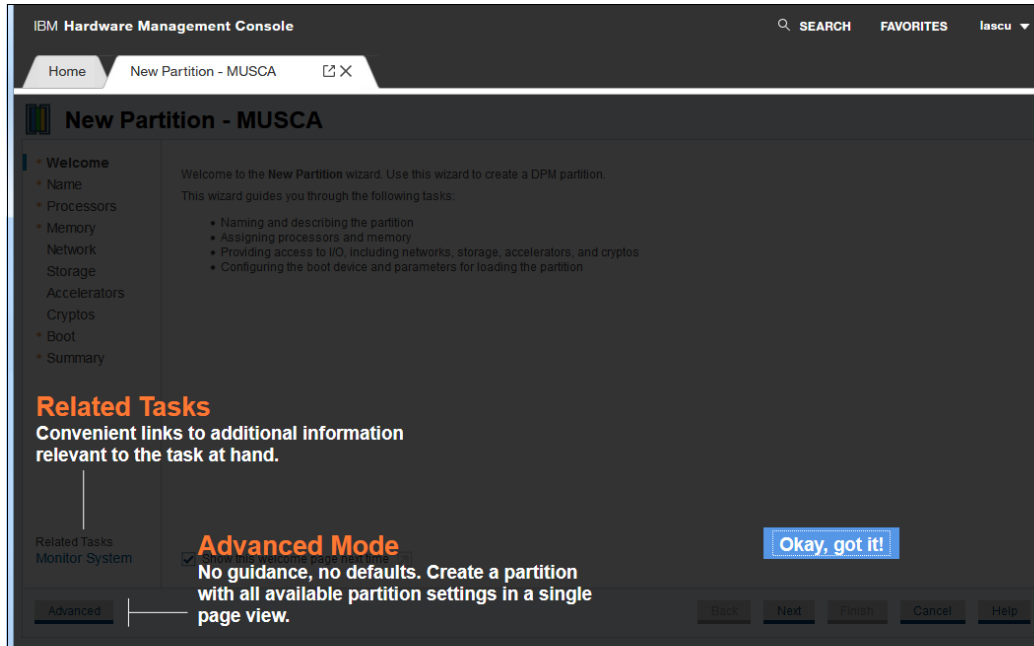 IBM Hardware Management Console
SEARCH FAVORITES lascu
Home New Partition - MUSCA
New Partition - MUSCA
* Welcome
* Name
* Processors
* Memory
Network
Storage
Accelerators
Cryptos
* Boot
* Summary
Welcome to the New Partition wizard. Use this wizard to create a DPM partition.
This wizard guides you through the following tasks:
• Naming and describing the partition
• Assigning processors and memory
• Providing access to I/O, including networks, storage, accelerators, and cryptos
• Configuring the boot device and parameters for loading the partition
Related Tasks
Convenient links to additional information
relevant to the task at hand.
Related Tasks
Monitor System
Show this welcome page next time
Advanced Mode
No guidance, no defaults. Create a partition
with all available partition settings in a single
page view.
Okay, got it!
Advanced
Back Next Finish Cancel Help